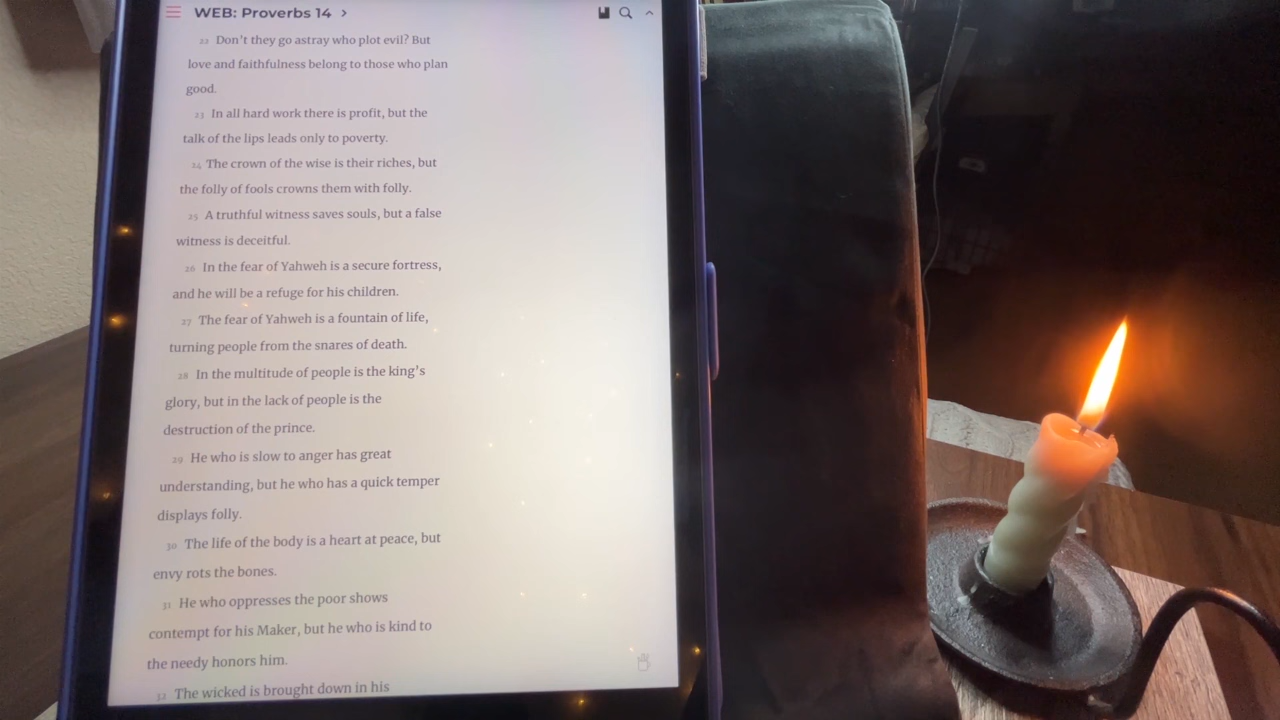 WEB: Proverbs 14 >
22 Don't they go astray who plot evil? But
love and faithfulness belong to those who plan
good.
23 In all hard work there is profit, but the
talk of the lips leads only to poverty.
24 The crown of the wise is their riches, but
the folly of fools crowns them with folly.
25 A truthful witness saves souls, but a false
witness is deceitful.
26 In the fear of Yahweh is a secure fortress,
and he will be a refuge for his children.
27 The fear of Yahweh is a fountain of life,
turning people from the snares of death.
28 In the multitude of people is the king's
glory, but in the lack of people is the
destruction of the prince.
29 He who is slow to anger has great
understanding, but he who has a quick temper
displays folly.
30 The life of the body is a heart at peace, but
envy rots the bones.
31 He who oppresses the poor shows
contempt for his Maker, but he who is kind to
the needy honors him.
32 The wicked is brought down in his